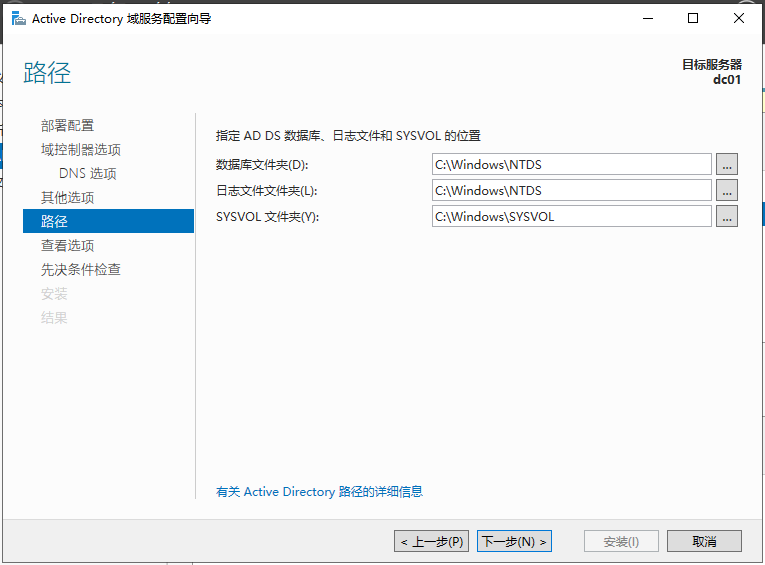 Active Directory 域服务配置向导
路径
目标服务器
dc01
部署配置
域控制器选项
DNS 选项
其他选项
路径
查看选项
先决条件检查
安装
结果
指定 AD DS 数据库、日志文件和 SYSVOL 的位置
数据库文件夹(D): C:\Windows\NTDS ...
日志文件文件夹(L): C:\Windows\NTDS ...
SYSVOL 文件夹(Y): C:\Windows\SYSVOL ...
有关 Active Directory 路径的详细信息
< 上一步(P) 下一步(N) > 安装(I) 取消